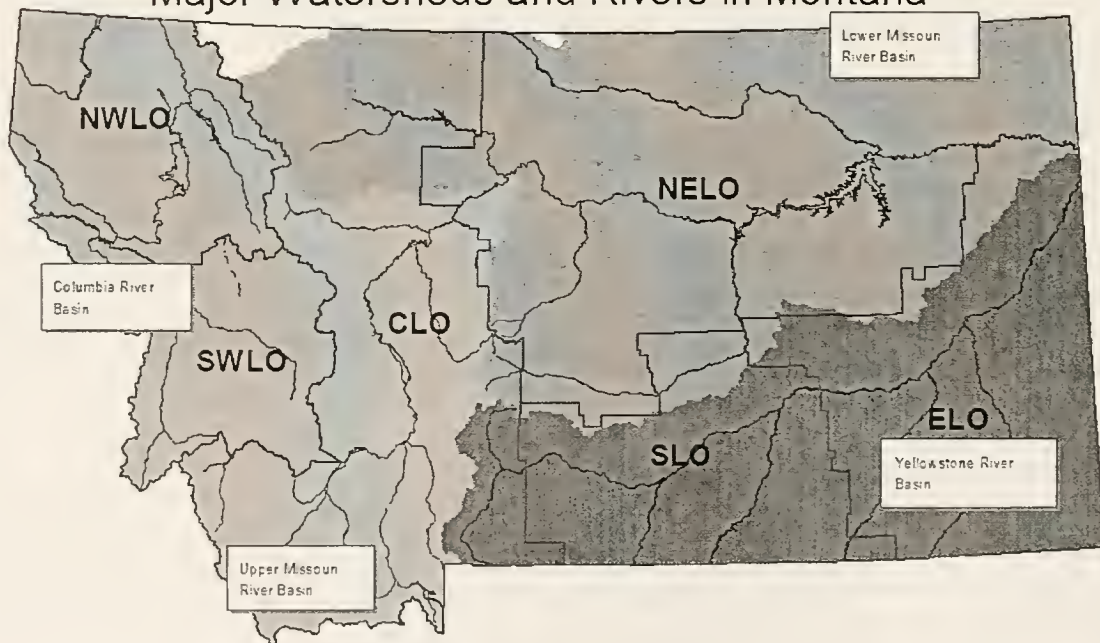 Major Watersheds and Rivers in Montana
Lower Missouri
River Basin
NWLO
NELO
Columbia River
Basin
CLO
SWLO
ELO
SLO
Yellowstone River
Basin
Upper Missouri
River Basin